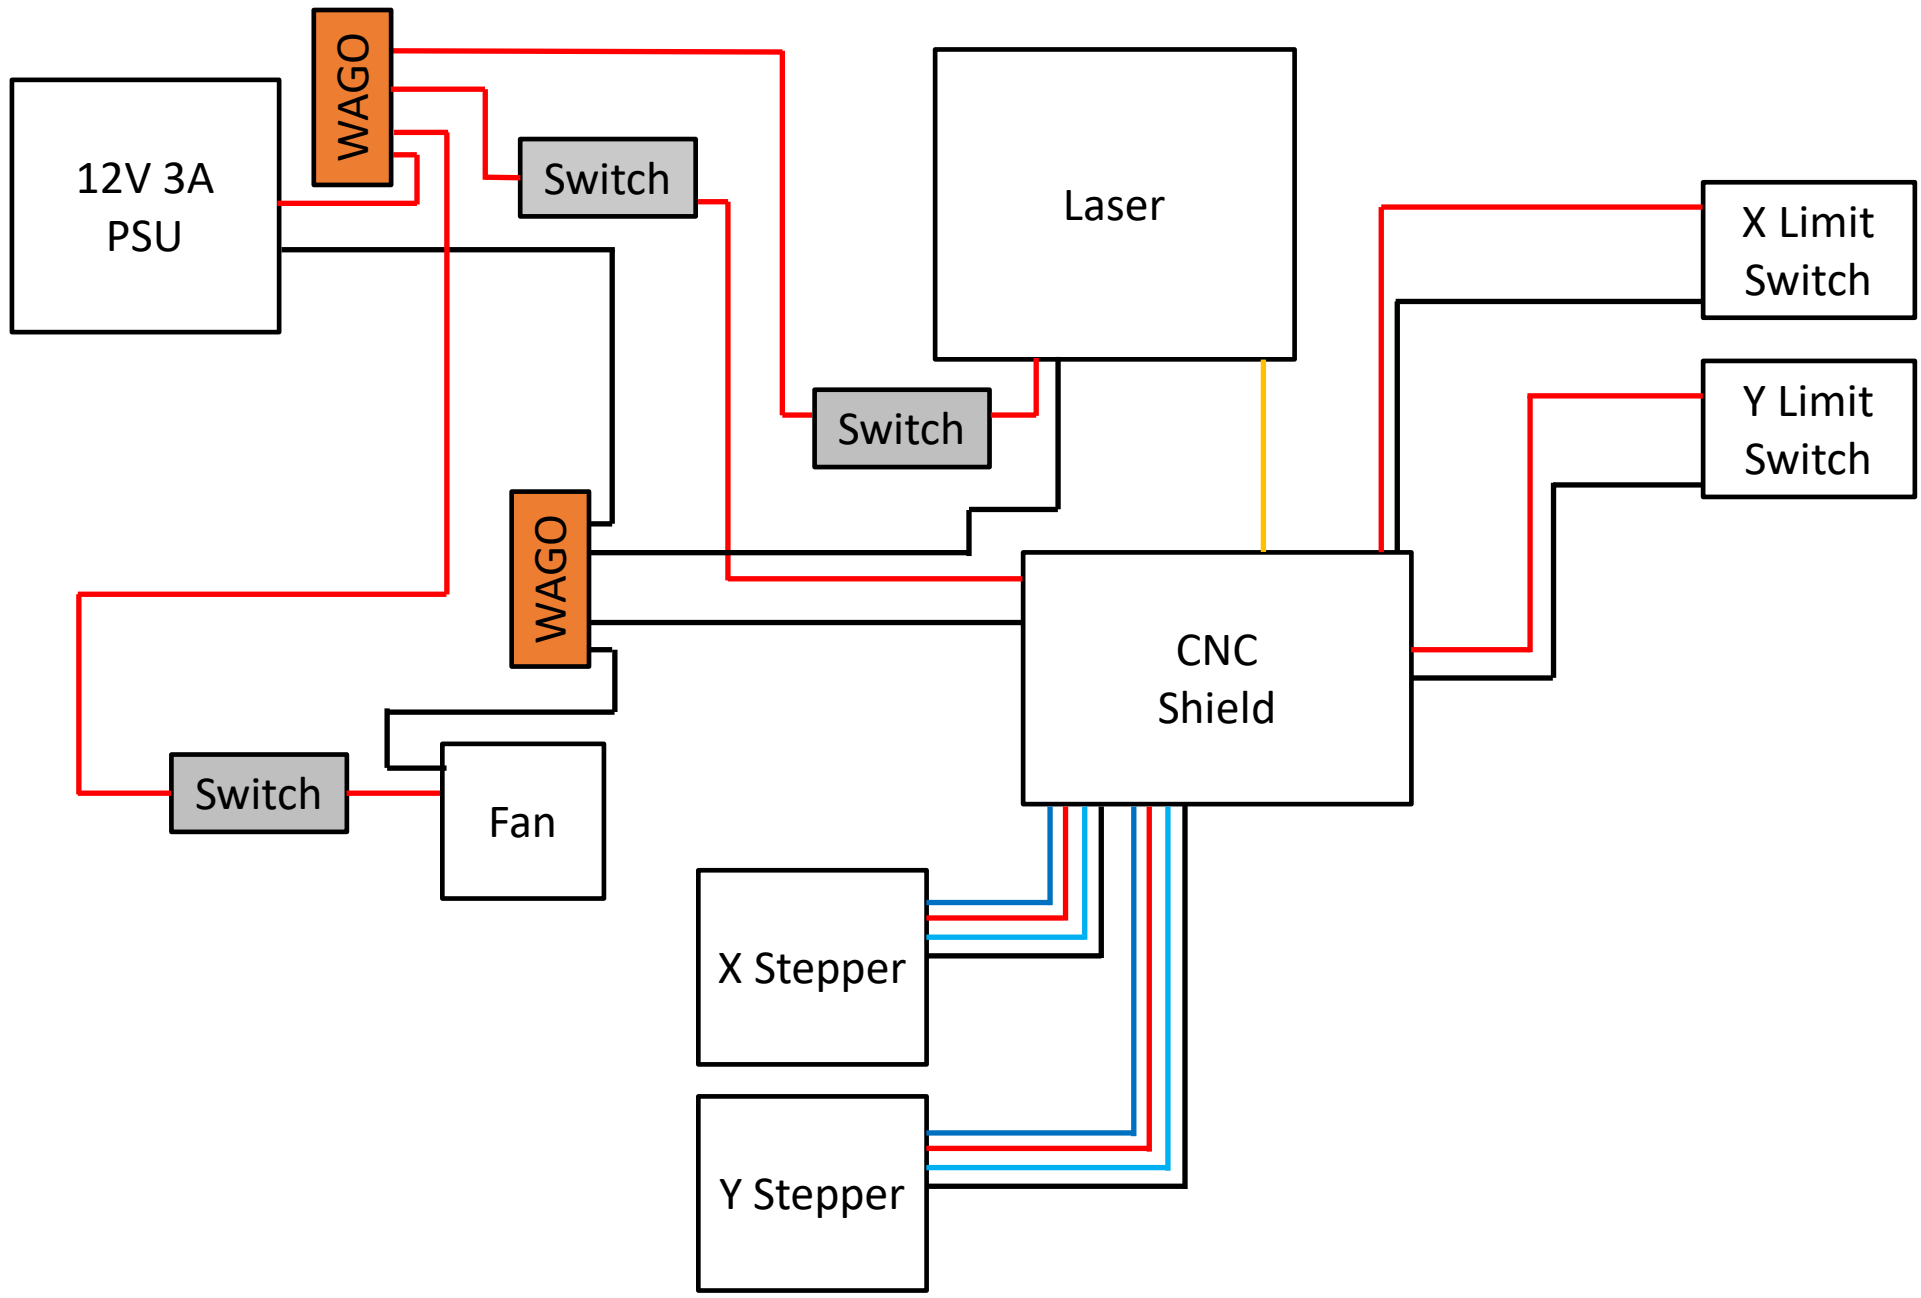 WAGO
12V 3A
PSU
Switch
Laser
X Limit
Switch
Y Limit
Switch
Switch
WAGO
CNC
Shield
Switch
Fan
X Stepper
Y Stepper